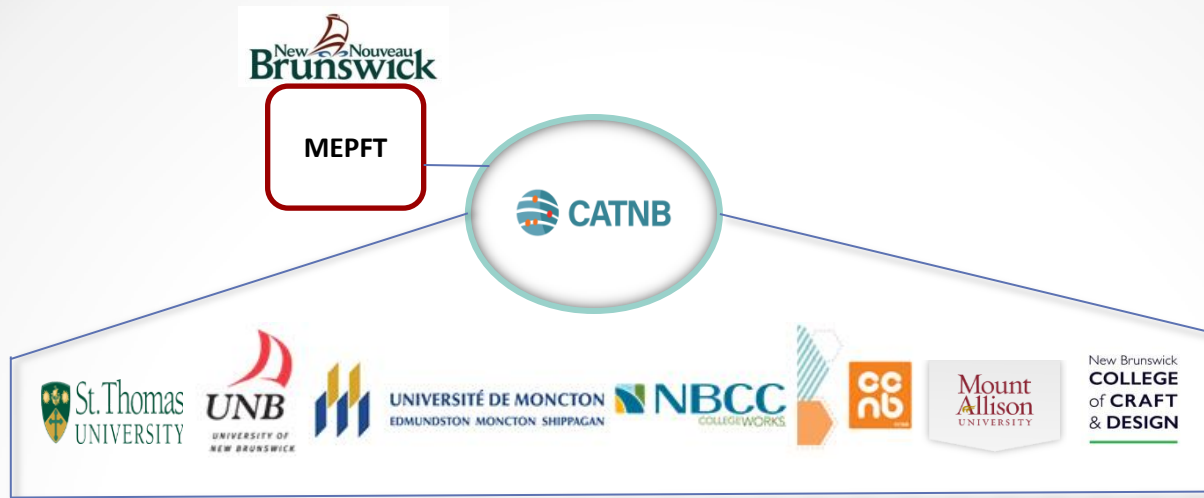 New Nouveau
Brunswick
MEPFT
CATNB
St. Thomas
UNIVERSITY
UNB
UNIVERSITY OF
NEW BRUNSWICK
UNIVERSITÉ DE MONCTON
EDMUNDSTON MONCTON SHIPPAGAN
NBCC
COLLEGEWORKS
cc
nb
Mount
Allison
UNIVERSITY
New Brunswick
COLLEGE
of CRAFT
& DESIGN